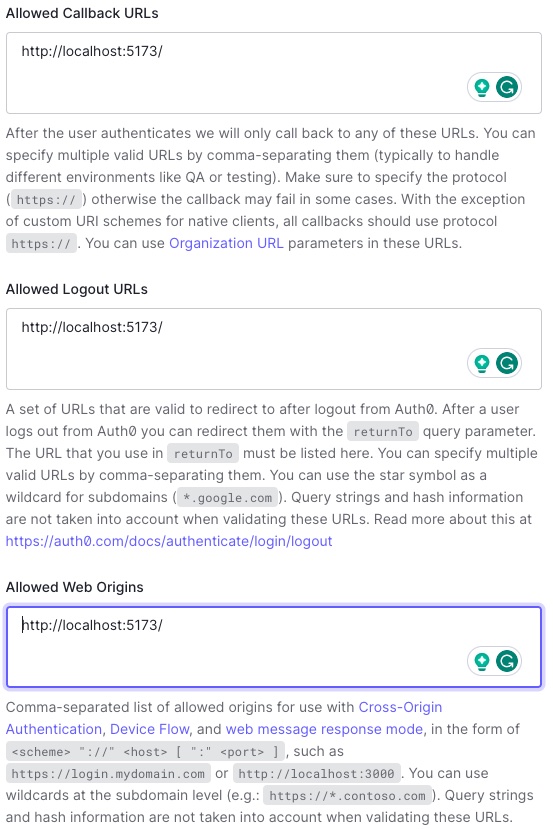 Allowed Callback URLs
http://localhost:5173/
After the user authenticates we will only call back to any of these URLs. You can
specify multiple valid URLs by comma-separating them (typically to handle
different environments like QA or testing). Make sure to specify the protocol
( https:// ) otherwise the callback may fail in some cases. With the exception
of custom URI schemes for native clients, all callbacks should use protocol
https:// . You can use Organization URL parameters in these URLs.
Allowed Logout URLs
http://localhost:5173/
A set of URLs that are valid to redirect to after logout from Auth0. After a user
logs out from Auth0 you can redirect them with the returnTo query parameter.
The URL that you use in returnTo must be listed here. You can specify multiple
valid URLs by comma-separating them. You can use the star symbol as a
wildcard for subdomains ( *.google.com ). Query strings and hash information
are not taken into account when validating these URLs. Read more about this at
https://auth0.com/docs/authenticate/login/logout
Allowed Web Origins
http://localhost:5173/
Comma-separated list of allowed origins for use with Cross-Origin
Authentication, Device Flow, and web message response mode, in the form of
<scheme> "://" <host> [ ":" <port> ] , such as
https://login.mydomain.com or http://localhost:3000 . You can use
wildcards at the subdomain level (e.g.: https://*.contoso.com ). Query strings
and hash information are not taken into account when validating these URLs.